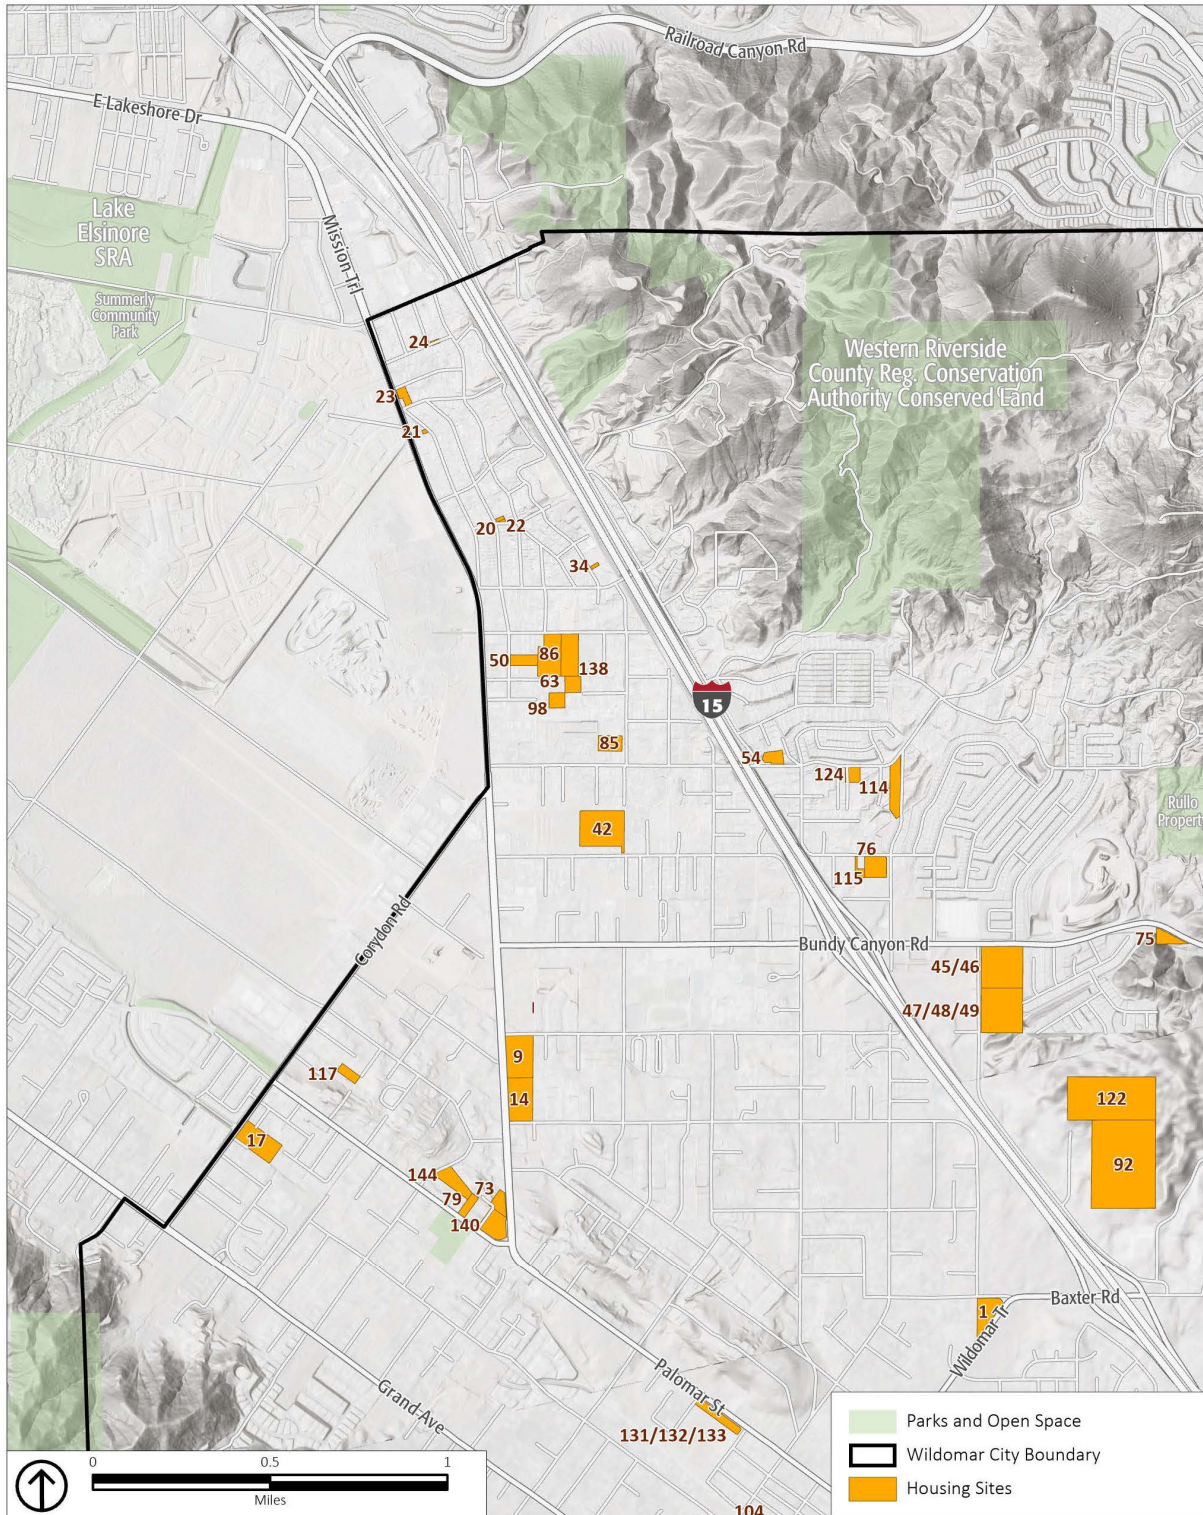 Railroad Canyon Rd
E Lakeshore Dr
Lake
Elsinore
SRA
Mission Trl
Summerly
Community
Park
24
Western Riverside
County Reg. Conservation
Authority Conserved Land
23
21
20
22
34
50
86
138
63
98
15
85
54
124
114
Rullo
Property
42
76
115
Corydon Rd
Bundy Canyon Rd
75
45/46
47/48/49
9
117
14
122
17
92
144
73
79
140
Baxter Rd
1
Wildomar Tr
Palomar St
Grand Ave
131/132/133
104
Parks and Open Space
Wildomar City Boundary
Housing Sites
0 0.5 1
Miles